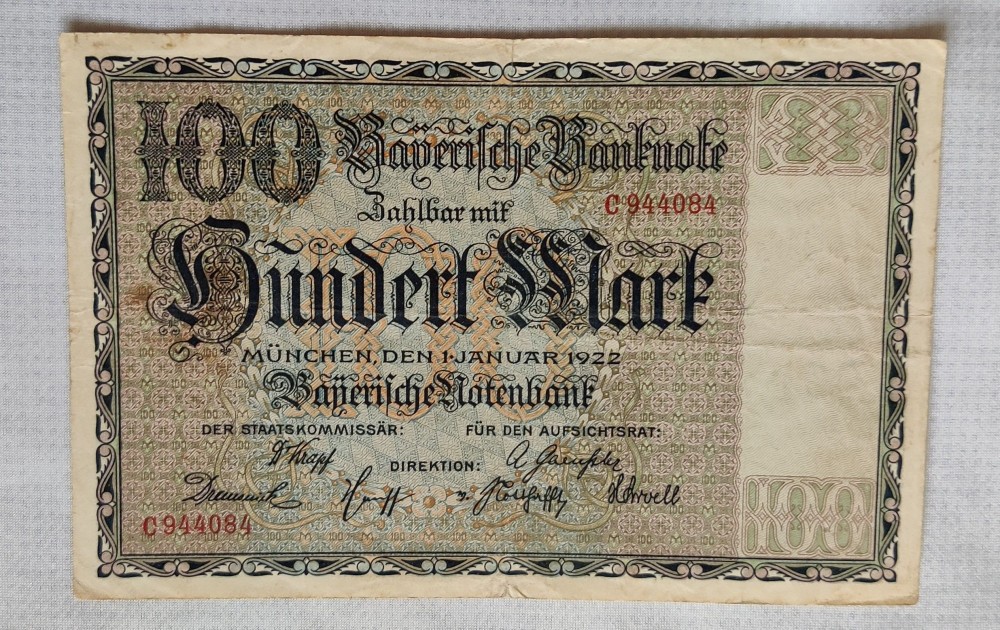 100 Bayerische Banknote
Zahlbar mit C 944084
Hundert Mark
MÜNCHEN, DEN 1. JANUAR 1922
Bayerische Notenbank
DER STAATSKOMMISSÄR: FÜR DEN AUFSICHTSRAT:
DIREKTION:
C 944084
100